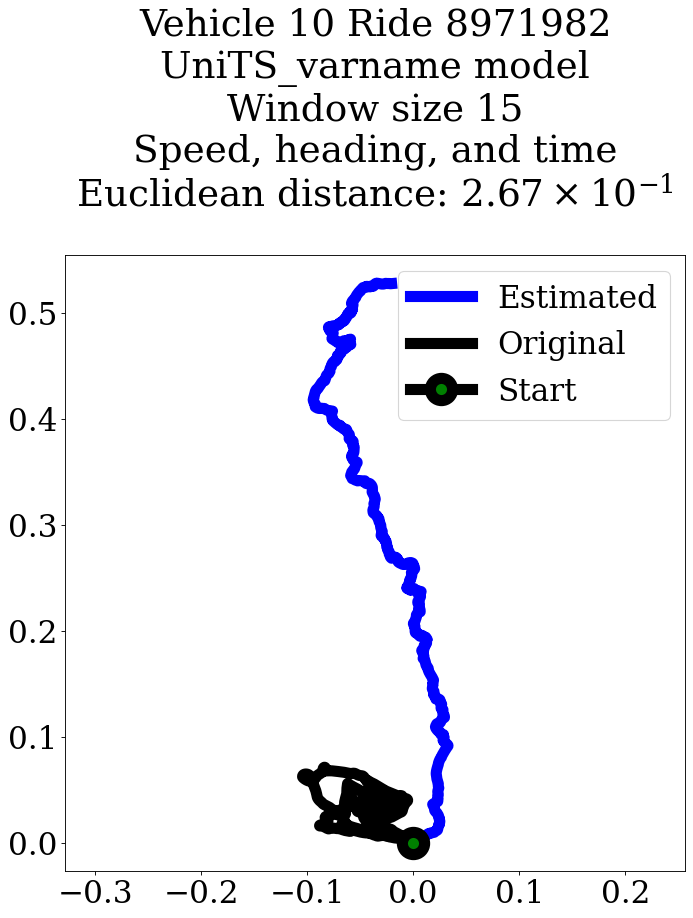 Vehicle 10 Ride 8971982
UniTS_varname model
Window size 15
Speed, heading, and time
Euclidean distance: 2.67 × 10⁻¹
Estimated
Original
Start
0.5
0.4
0.3
0.2
0.1
0.0
−0.3
−0.2
−0.1
0.0
0.1
0.2